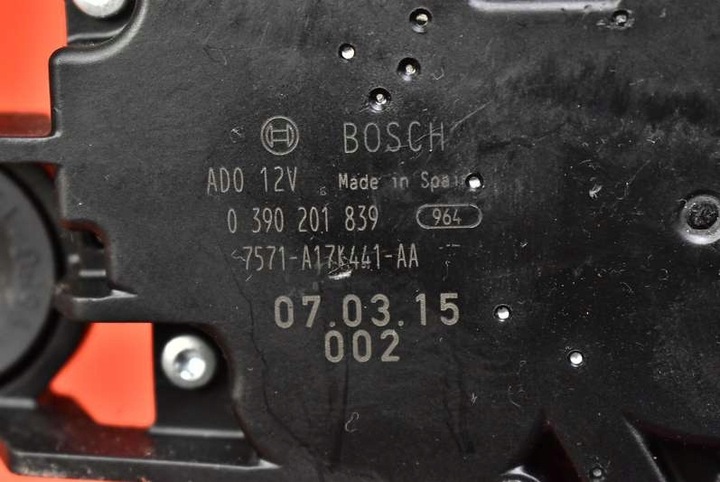 BOSCH
AD0 12V Made in Spain
0 390 201 839 964
7571-A17K441-AA
07.03.15
002